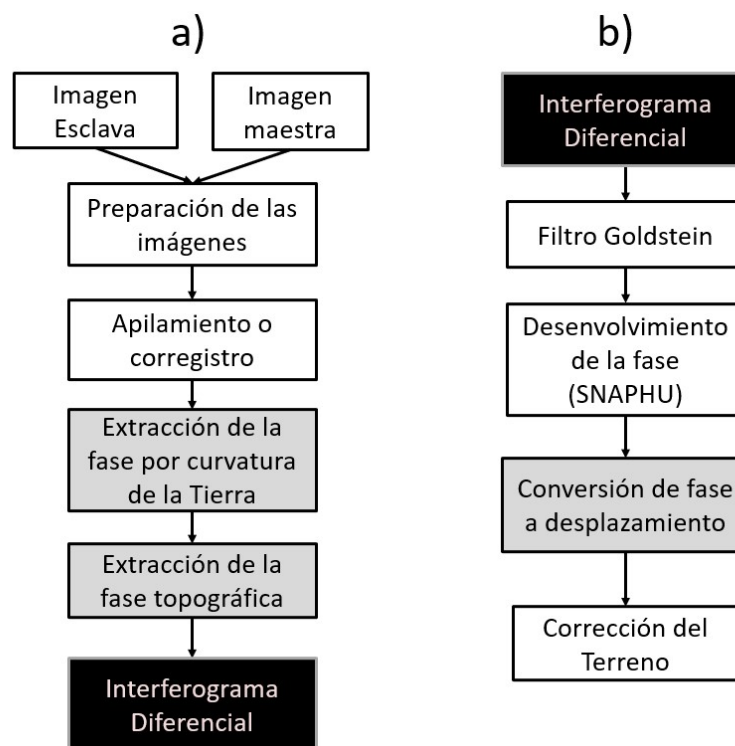 a)
Imagen
Esclava
Imagen
maestra
Preparación de las
imágenes
Apilamiento o
corregistro
Extracción de la
fase por curvatura
de la Tierra
Extracción de la
fase topográfica
Interferograma
Diferencial
b)
Interferograma
Diferencial
Filtro Goldstein
Desenvolvimiento
de la fase
(SNAPHU)
Conversión de fase
a desplazamiento
Corrección del
Terreno